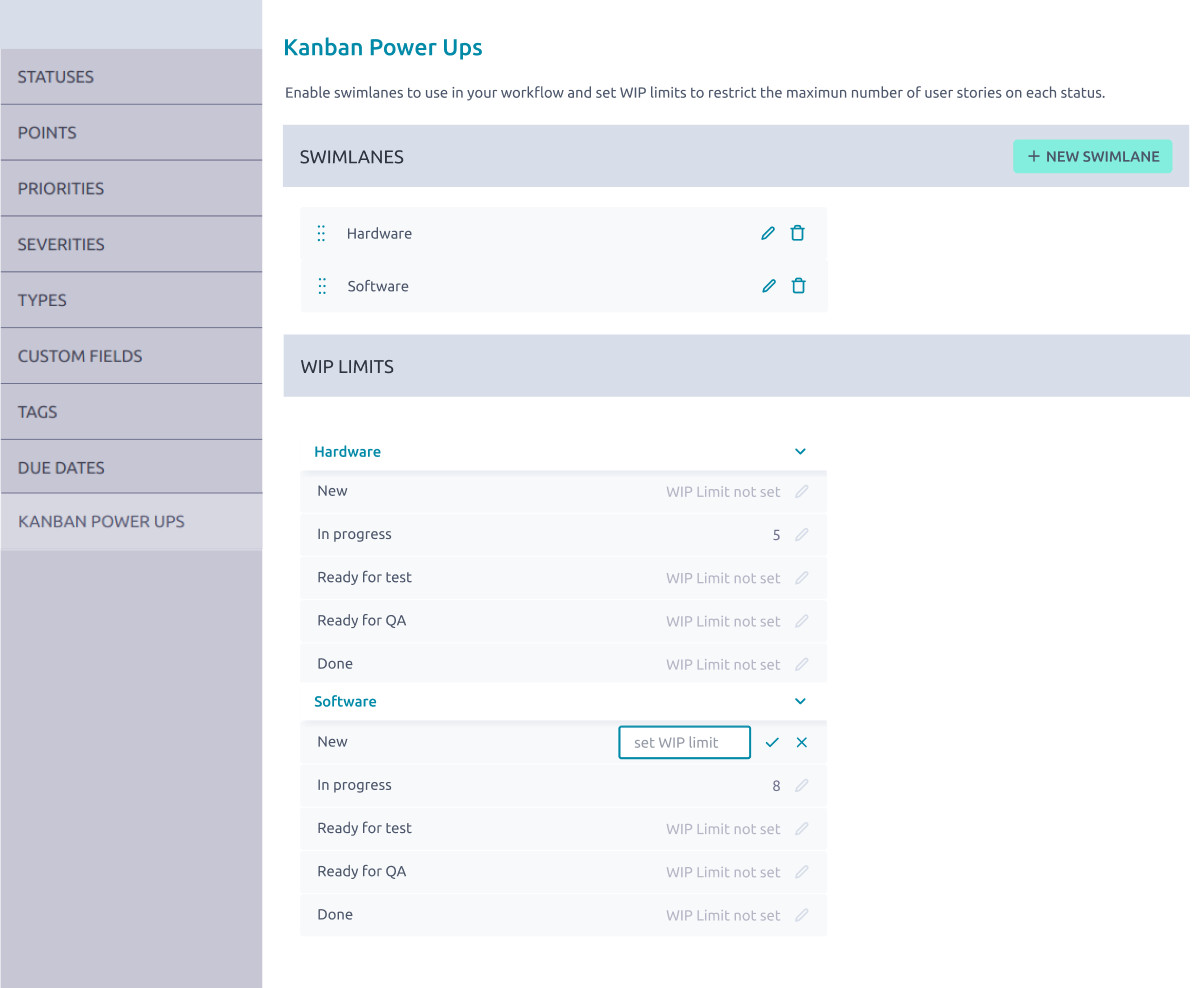 STATUSES
POINTS
PRIORITIES
SEVERITIES
TYPES
CUSTOM FIELDS
TAGS
DUE DATES
KANBAN POWER UPS
Kanban Power Ups
Enable swimlanes to use in your workflow and set WIP limits to restrict the maximun number of user stories on each status.
SWIMLANES
+ NEW SWIMLANE
Hardware
Software
WIP LIMITS
Hardware
New WIP Limit not set
In progress 5
Ready for test WIP Limit not set
Ready for QA WIP Limit not set
Done WIP Limit not set
Software
New set WIP limit
In progress 8
Ready for test WIP Limit not set
Ready for QA WIP Limit not set
Done WIP Limit not set